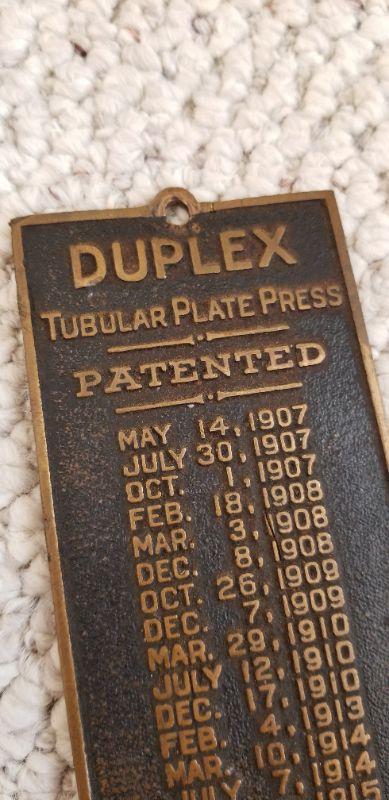 DUPLEX
TUBULAR PLATE PRESS
PATENTED
MAY 14, 1907
JULY 30, 1907
OCT. 1, 1907
FEB. 18, 1908
MAR. 3, 1908
DEC. 8, 1908
OCT. 26, 1909
DEC. 7, 1909
MAR. 29, 1910
JULY 12, 1910
DEC. 17, 1910
FEB. 4, 1913
MAR. 10, 1914
JULY 7, 1914
1915